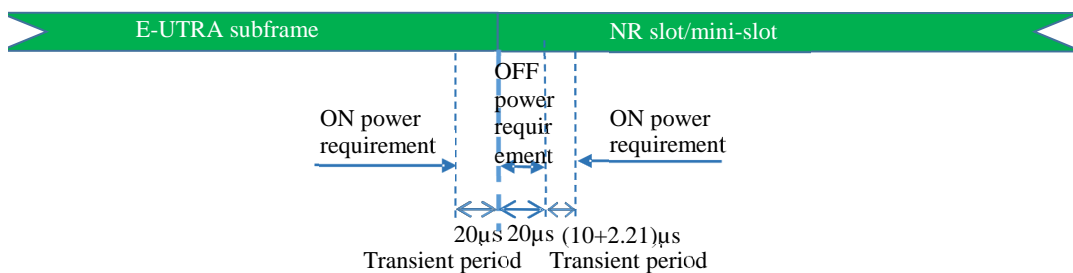 E-UTRA subframe NR slot/mini-slot
OFF
power
requir
ement
ON power
requirement
ON power
requirement
20µs 20µs (10+2.21)µs
Transient period Transient period